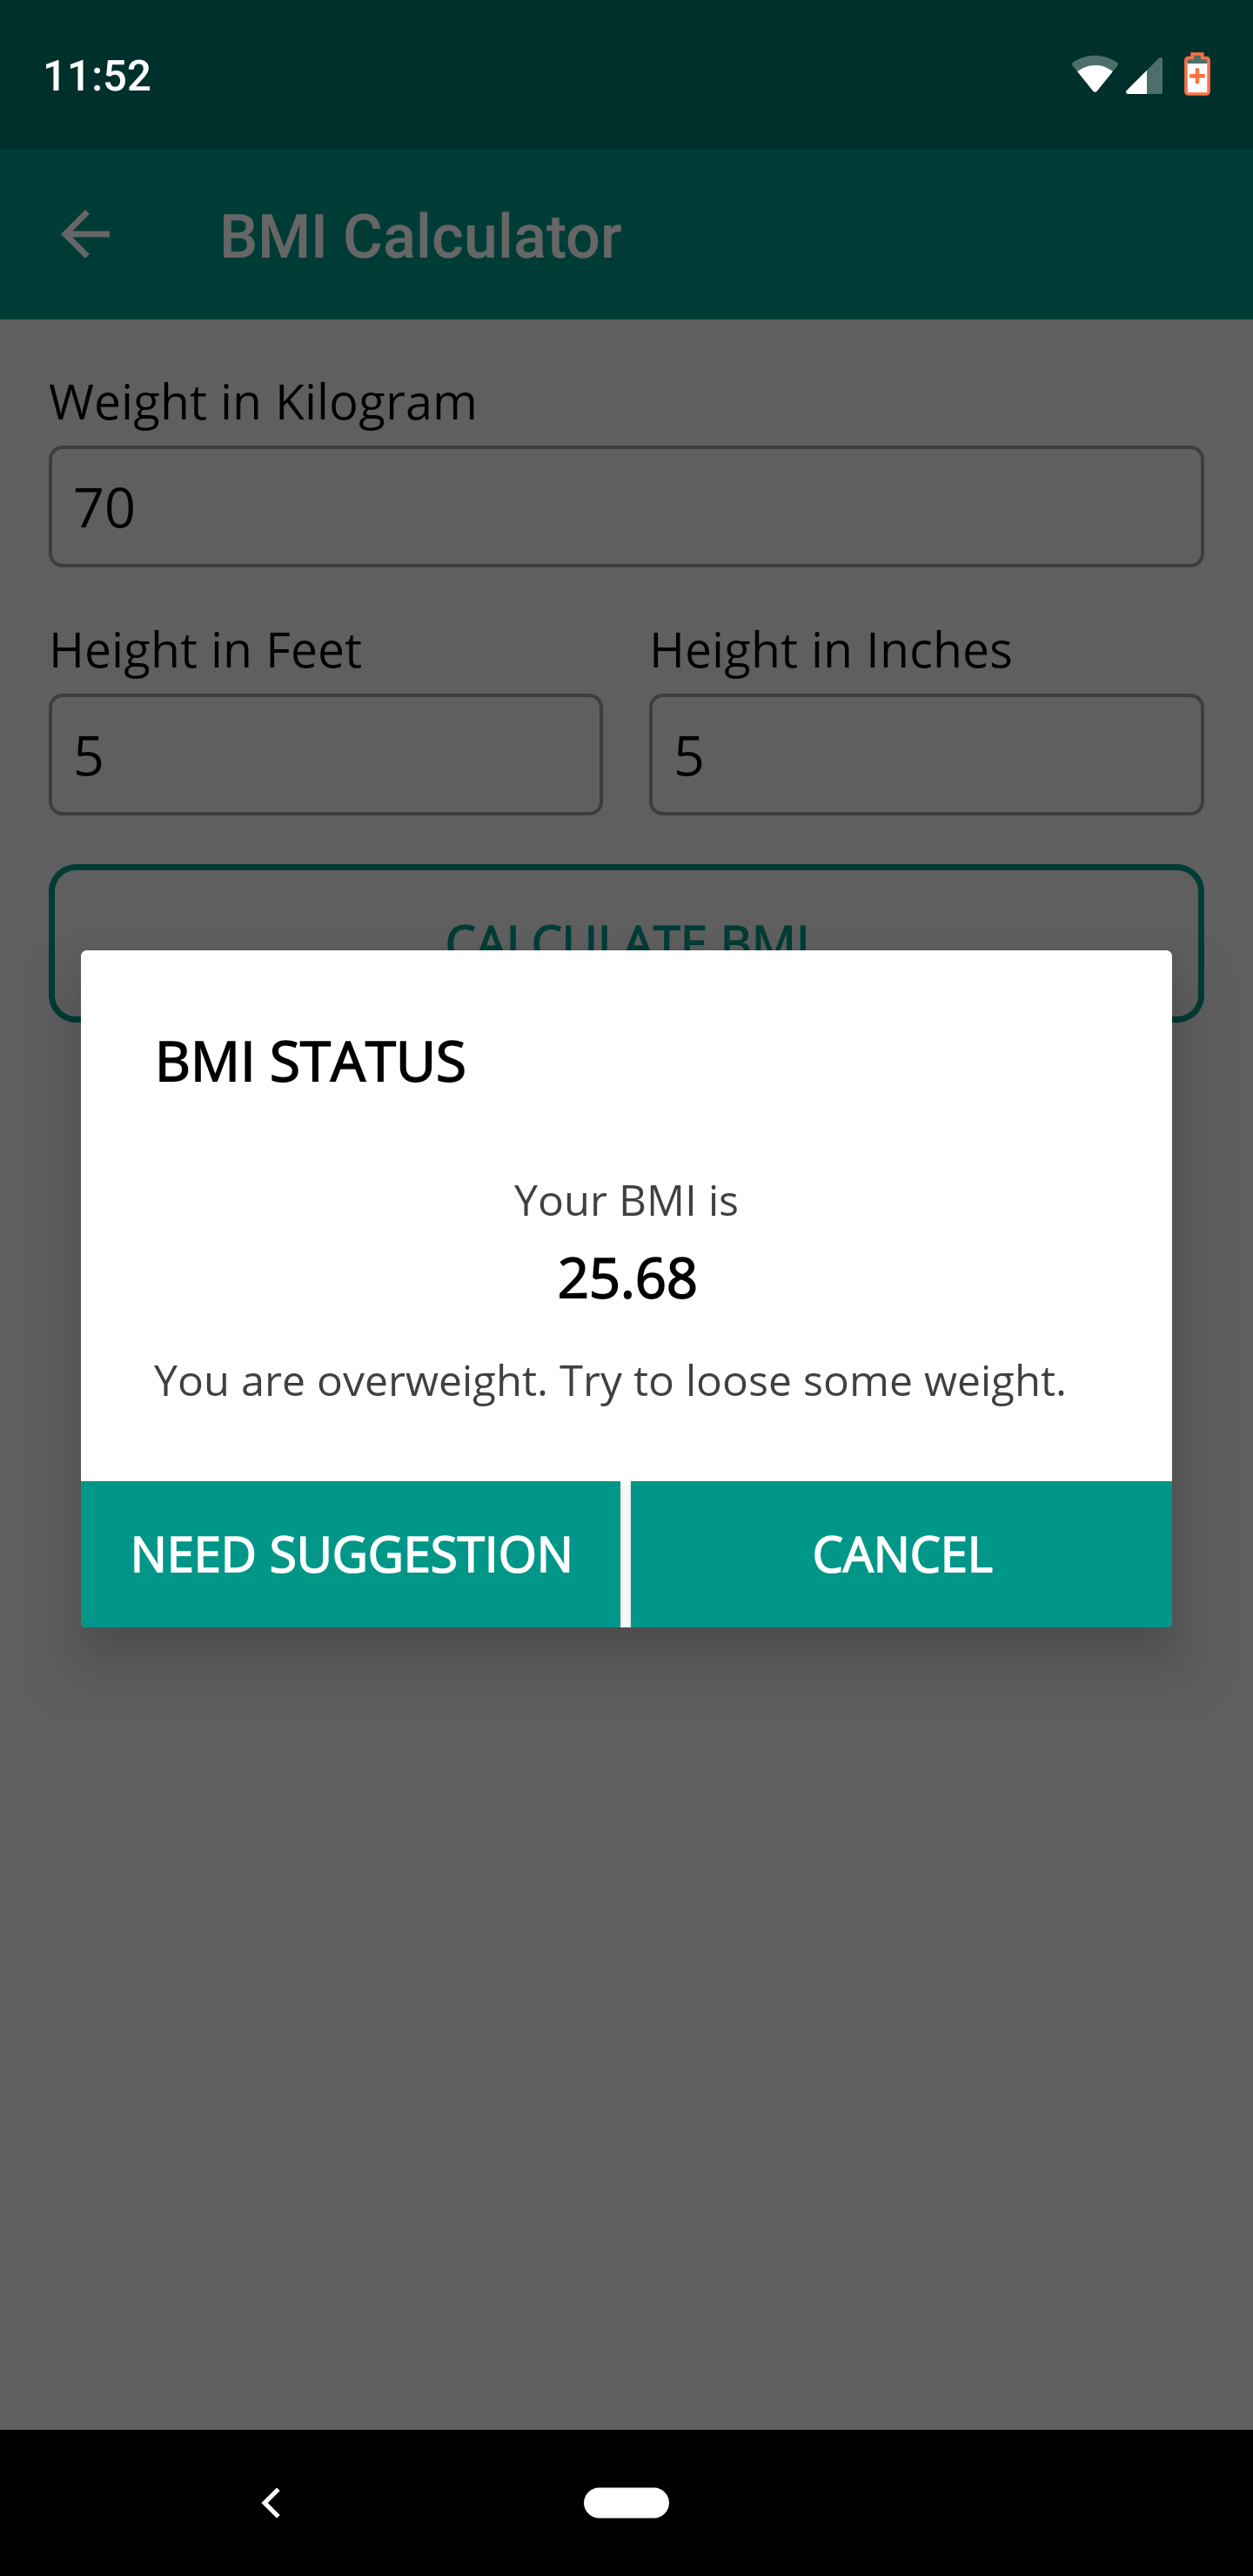 11:52
BMI Calculator
Weight in Kilogram
70
Height in Feet
Height in Inches
5
5
CALCULATE BMI
BMI STATUS
Your BMI is
25.68
You are overweight. Try to loose some weight.
NEED SUGGESTION
CANCEL